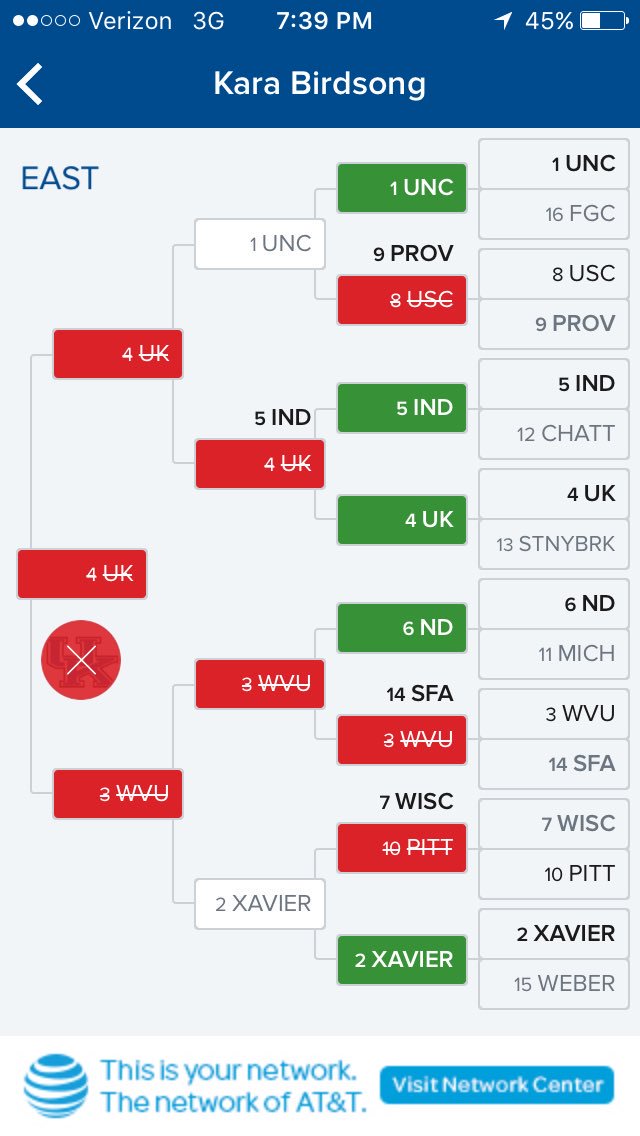 Verizon 3G 7:39 PM 45%
Kara Birdsong
EAST
1 UNC
16 FGC
1 UNC
8 USC
9 PROV
9 PROV
8 USC
1 UNC
5 IND
12 CHATT
5 IND
4 UK
13 STNYBRK
4 UK
5 IND
4 UK
4 UK
4 UK
UK
6 ND
11 MICH
6 ND
3 WVU
14 SFA
14 SFA
3 WVU
3 WVU
7 WISC
10 PITT
7 WISC
10 PITT
2 XAVIER
15 WEBER
2 XAVIER
2 XAVIER
3 WVU
This is your network.
The network of AT&T.
Visit Network Center